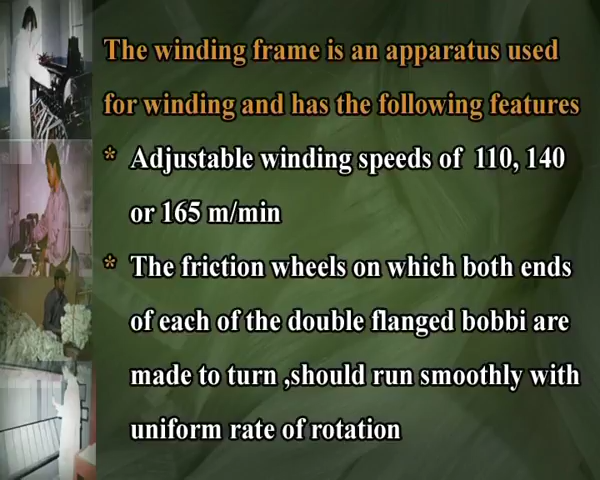 The winding frame is an apparatus used
for winding and has the following features
* Adjustable winding speeds of 110, 140
or 165 m/min
* The friction wheels on which both ends
of each of the double flanged bobbi are
made to turn ,should run smoothly with
uniform rate of rotation